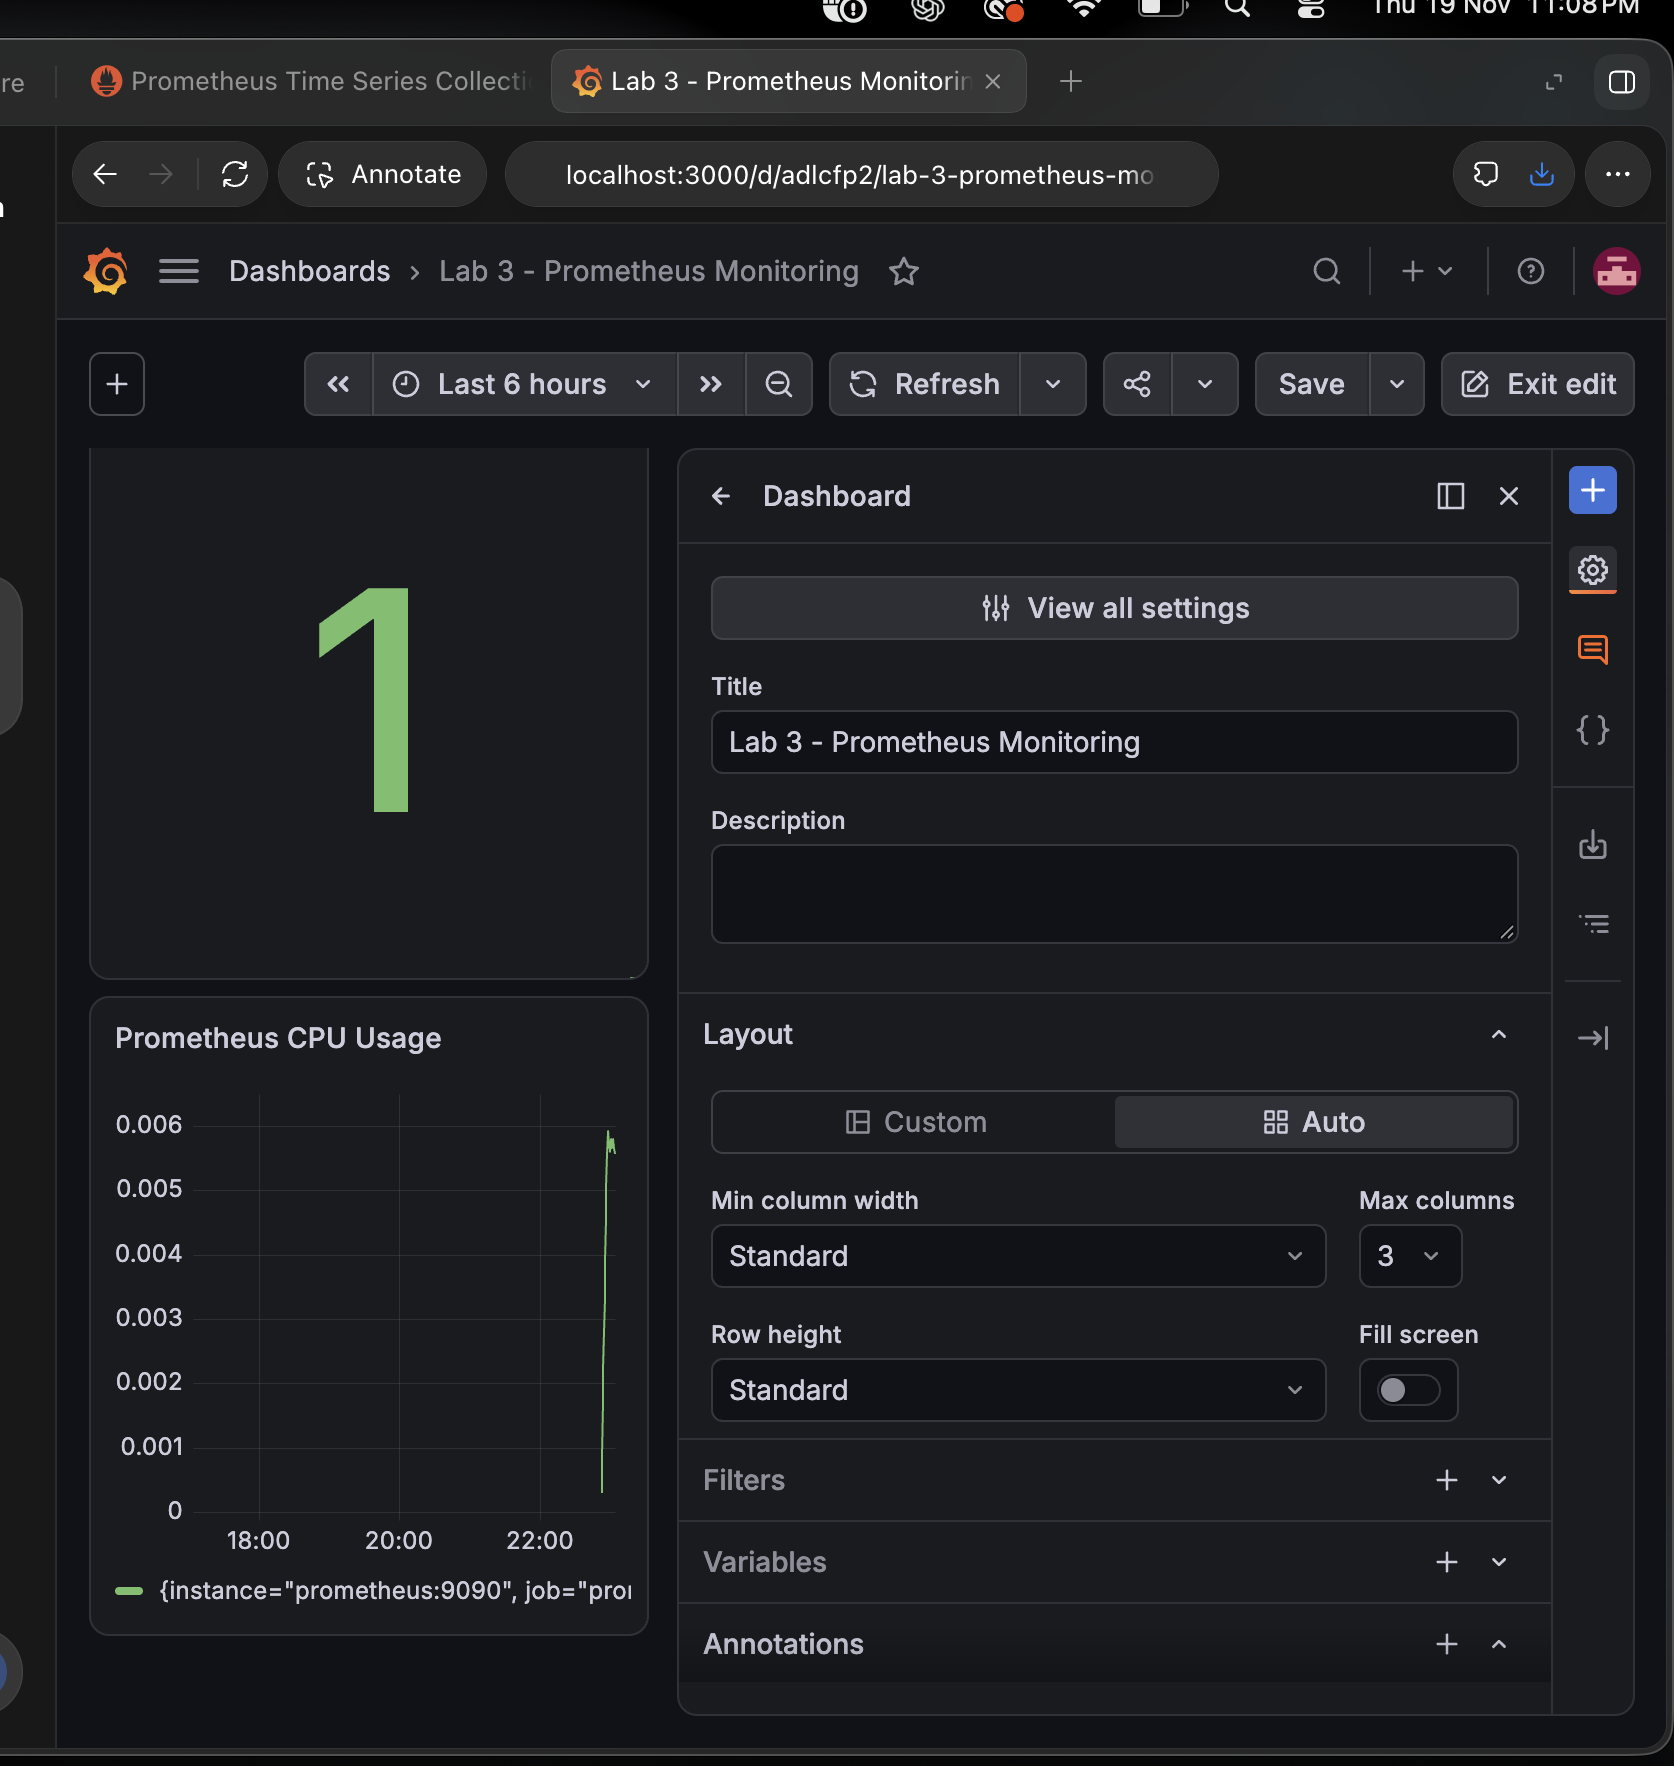 Thu 19 Nov 11:08 PM
re
Prometheus Time Series Collecti
Lab 3 - Prometheus Monitorin
Annotate
localhost:3000/d/adlcfp2/lab-3-prometheus-mo
Dashboards › Lab 3 - Prometheus Monitoring
Last 6 hours
Refresh
Save
Exit edit
1
Dashboard
View all settings
Title
Lab 3 - Prometheus Monitoring
Description
Prometheus CPU Usage
0.006
0.005
0.004
0.003
0.002
0.001
0
18:00 20:00 22:00
{instance="prometheus:9090", job="pro
Layout
Custom
Auto
Min column width
Max columns
Standard
3
Row height
Fill screen
Standard
Filters
Variables
Annotations